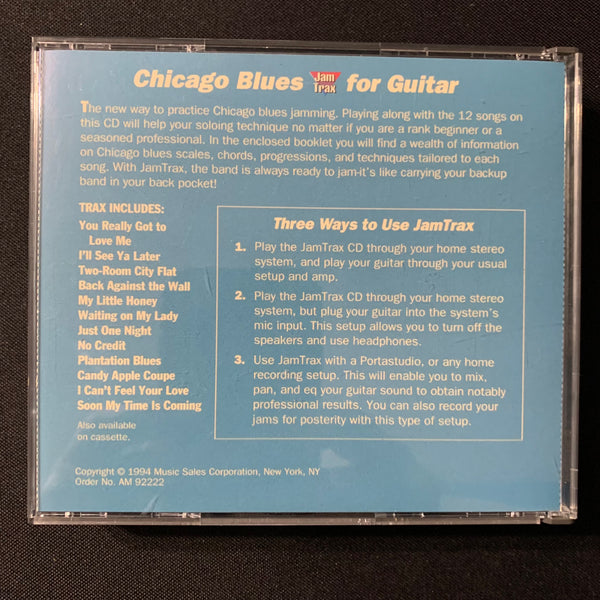 Chicago Blues Jam Trax for Guitar
The new way to practice Chicago blues jamming. Playing along with the 12 songs on
this CD will help your soloing technique no matter if you are a rank beginner or a
seasoned professional. In the enclosed booklet you will find a wealth of information
on Chicago blues scales, chords, progressions, and techniques tailored to each
song. With JamTrax, the band is always ready to jam-it's like carrying your backup
band in your back pocket!
TRAX INCLUDES:
You Really Got to
Love Me
I'll See Ya Later
Two-Room City Flat
Back Against the Wall
My Little Honey
Waiting on My Lady
Just One Night
No Credit
Plantation Blues
Candy Apple Coupe
I Can't Feel Your Love
Soon My Time Is Coming
Also available
on cassette.
Three Ways to Use JamTrax
1. Play the JamTrax CD through your home stereo
system, and play your guitar through your usual
setup and amp.
2. Play the JamTrax CD through your home stereo
system, but plug your guitar into the system's
mic input. This setup allows you to turn off the
speakers and use headphones.
3. Use JamTrax with a Portastudio, or any home
recording setup. This will enable you to mix,
pan, and eq your guitar sound to obtain notably
professional results. You can also record your
jams for posterity with this type of setup.
Copyright © 1994 Music Sales Corporation, New York, NY
Order No. AM 92222